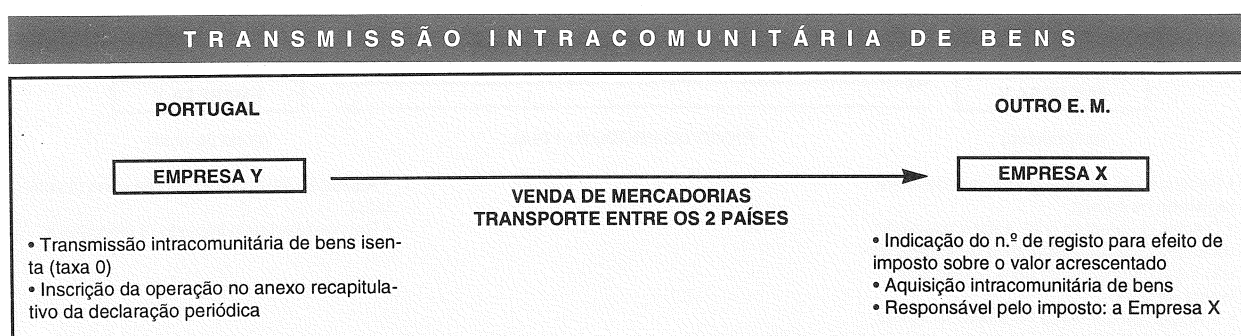 TRANSMISSÃO INTRACOMUNITÁRIA DE BENS
PORTUGAL
EMPRESA Y
• Transmissão intracomunitária de bens isen-
ta (taxa 0)
• Inscrição da operação no anexo recapitula-
tivo da declaração periódica
VENDA DE MERCADORIAS
TRANSPORTE ENTRE OS 2 PAÍSES
OUTRO E. M.
EMPRESA X
• Indicação do n.º de registo para efeito de
imposto sobre o valor acrescentado
• Aquisição intracomunitária de bens
• Responsável pelo imposto: a Empresa X